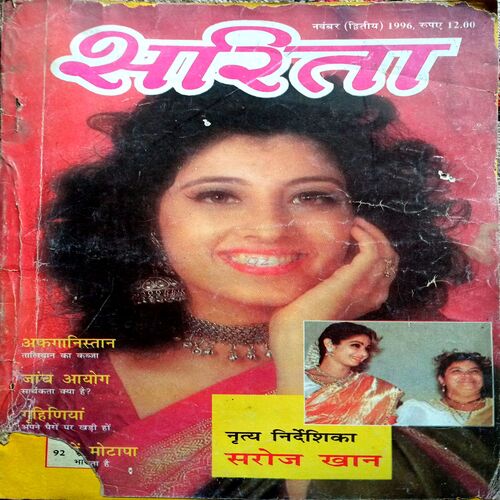 नवंबर (द्वितीय) 1996, रूपए 12.00
सरिता
अफगानिस्तान
तालिबान का कब्जा
जांच आयोग
सार्थकता क्या है?
गृहिणियां
अपने पैरों पर खड़ी हों
92 में मोटापा
नृत्य निर्देशिका
सरोज खान